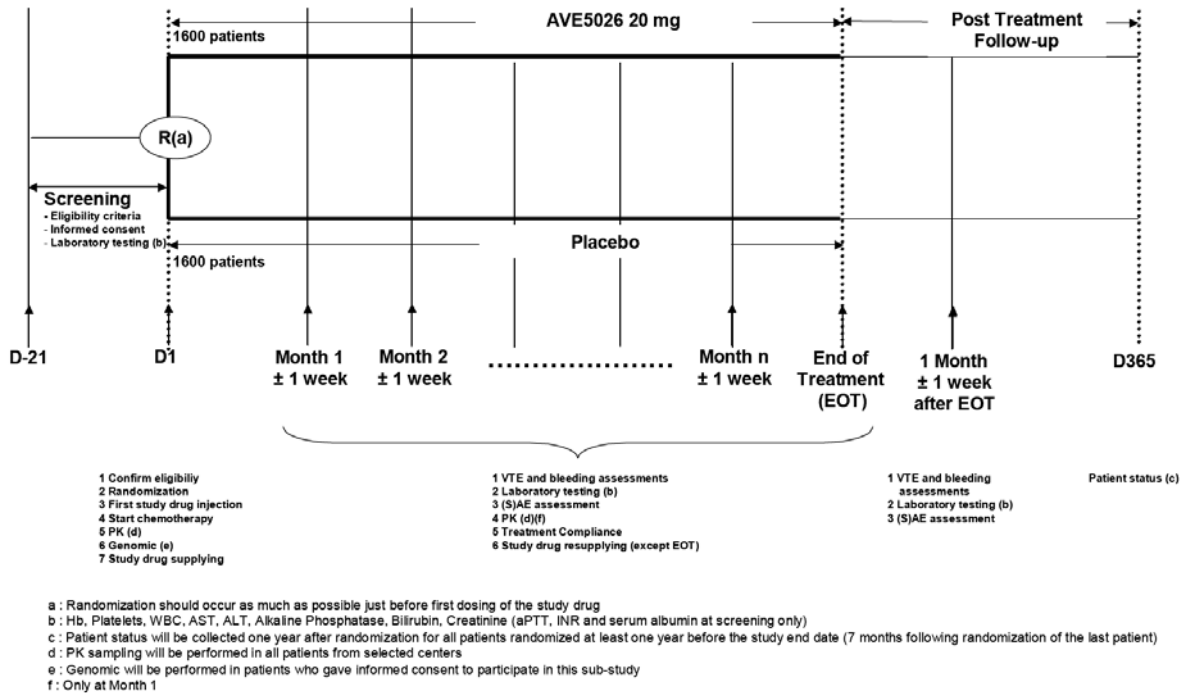 AVE5026 20 mg
Post Treatment
Follow-up
1600 patients
R(a)
Screening
- Eligibility criteria
- Informed consent
- Laboratory testing (b)
Placebo
1600 patients
D-21
D1
Month 1
± 1 week
Month 2
± 1 week
Month n
± 1 week
End of
Treatment
(EOT)
1 Month
± 1 week
after EOT
D365
1 Confirm eligibiliy
2 Randomization
3 First study drug injection
4 Start chemotherapy
5 PK (d)
6 Genomic (e)
7 Study drug supplying
1 VTE and bleeding assessments
2 Laboratory testing (b)
3 (S)AE assessment
4 PK (d)(f)
5 Treatment Compliance
6 Study drug resupplying (except EOT)
1 VTE and bleeding
assessments
2 Laboratory testing (b)
3 (S)AE assessment
Patient status (c)
a : Randomization should occur as much as possible just before first dosing of the study drug
b : Hb, Platelets, WBC, AST, ALT, Alkaline Phosphatase, Bilirubin, Creatinine (aPTT, INR and serum albumin at screening only)
c : Patient status will be collected one year after randomization for all patients randomized at least one year before the study end date (7 months following randomization of the last patient)
d : PK sampling will be performed in all patients from selected centers
e : Genomic will be performed in patients who gave informed consent to participate in this sub-study
f : Only at Month 1